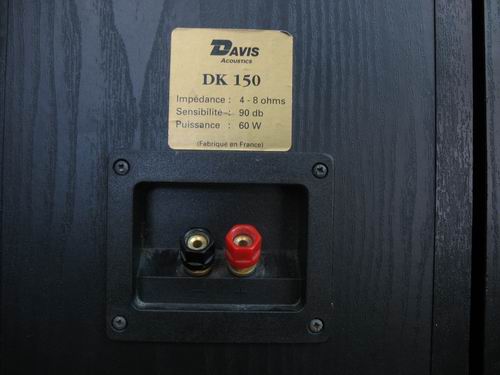 DAVIS
ACOUSTICS
DK 150
Impédance : 4 - 8 ohms
Sensibilité : 90 db
Puissance : 60 W
(Fabriqué en France)
- +